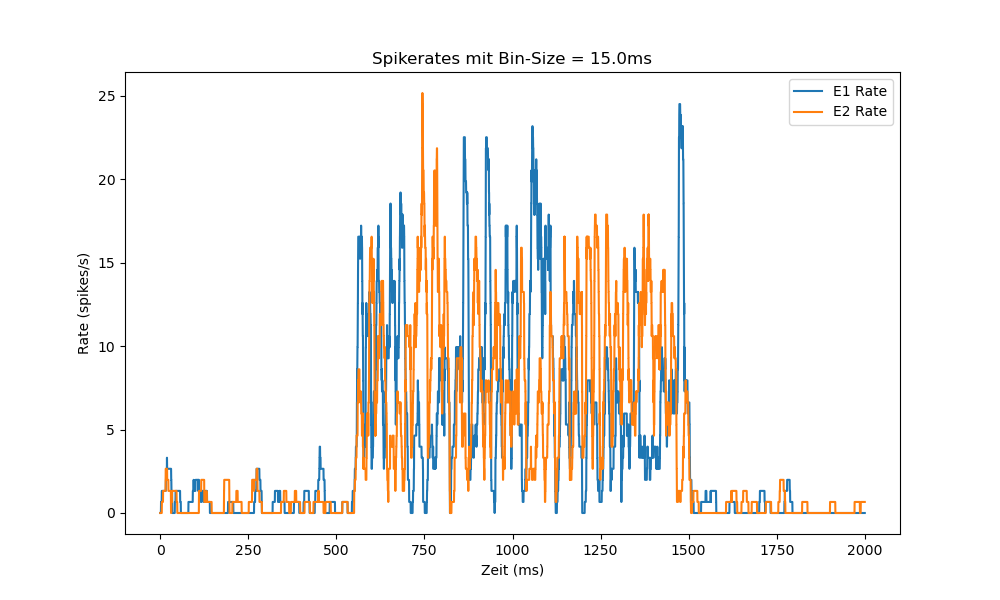 Spikerates mit Bin-Size = 15.0ms
E1 Rate
E2 Rate
25
20
15
10
5
0
Rate (spikes/s)
0 250 500 750 1000 1250 1500 1750 2000
Zeit (ms)